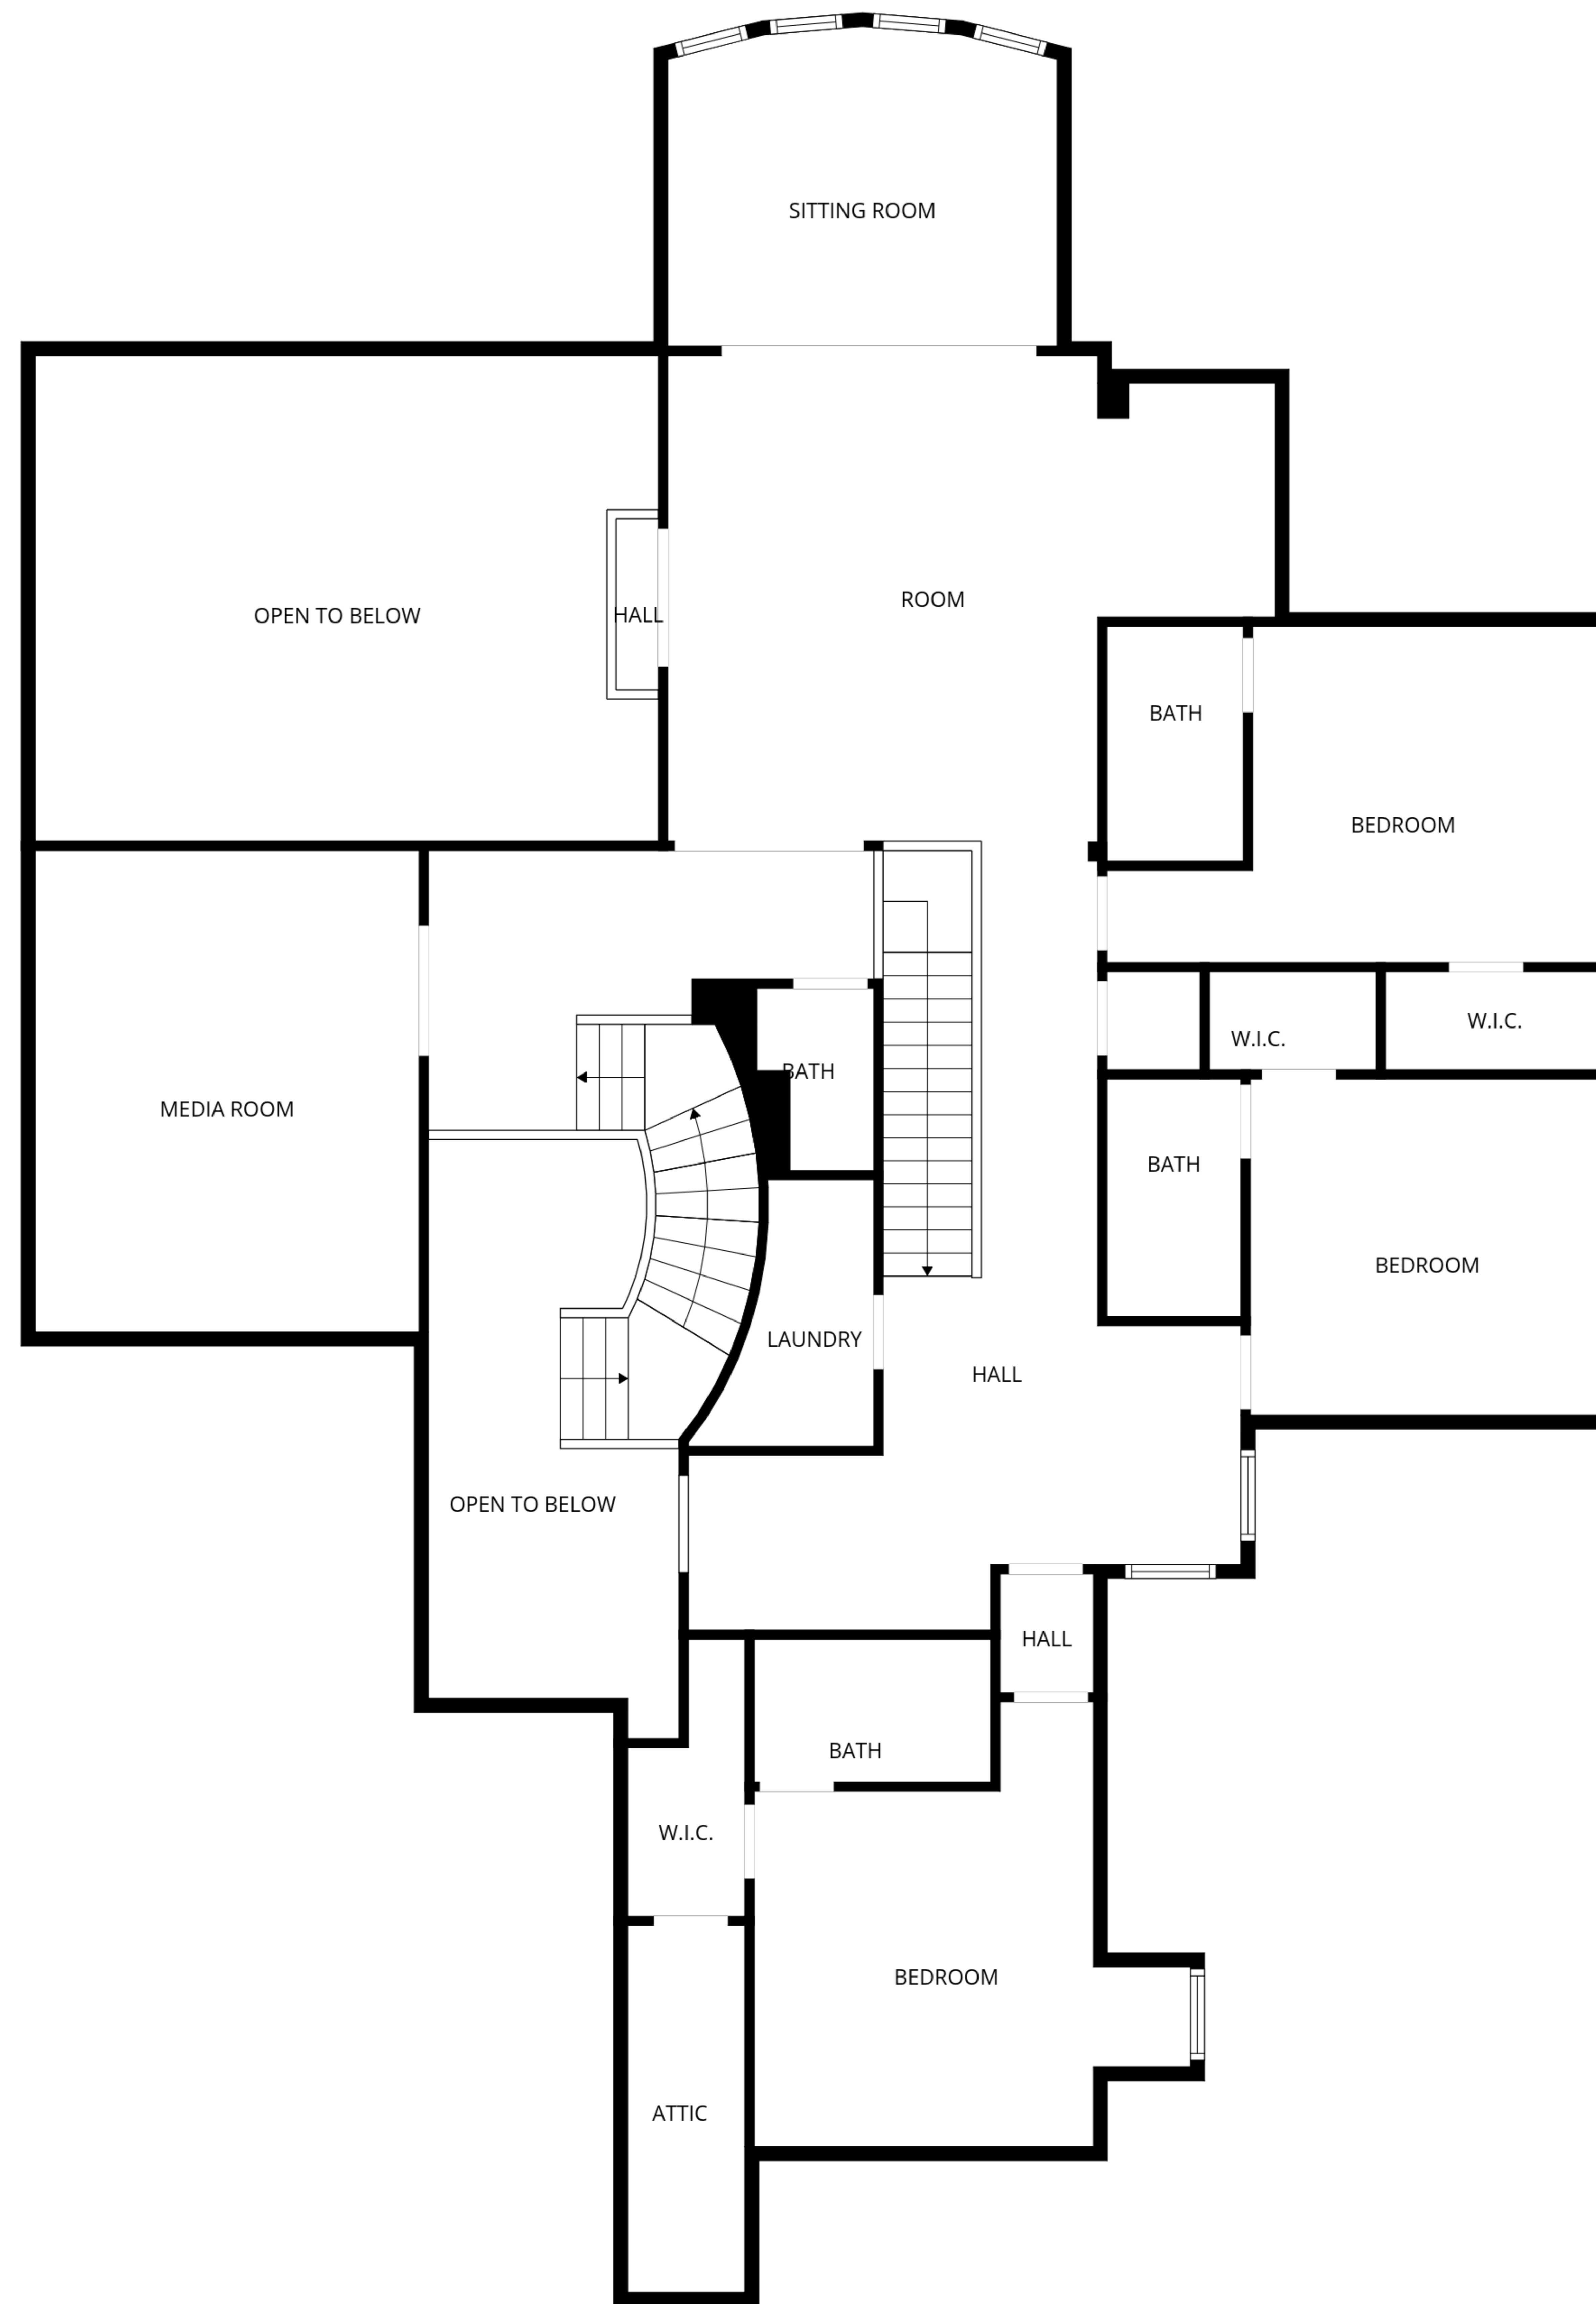 SITTING ROOM
ROOM
OPEN TO BELOW
HALL
BATH
BEDROOM
W.I.C.
W.I.C.
BATH
MEDIA ROOM
BATH
BEDROOM
LAUNDRY
HALL
OPEN TO BELOW
HALL
BATH
W.I.C.
BEDROOM
ATTIC